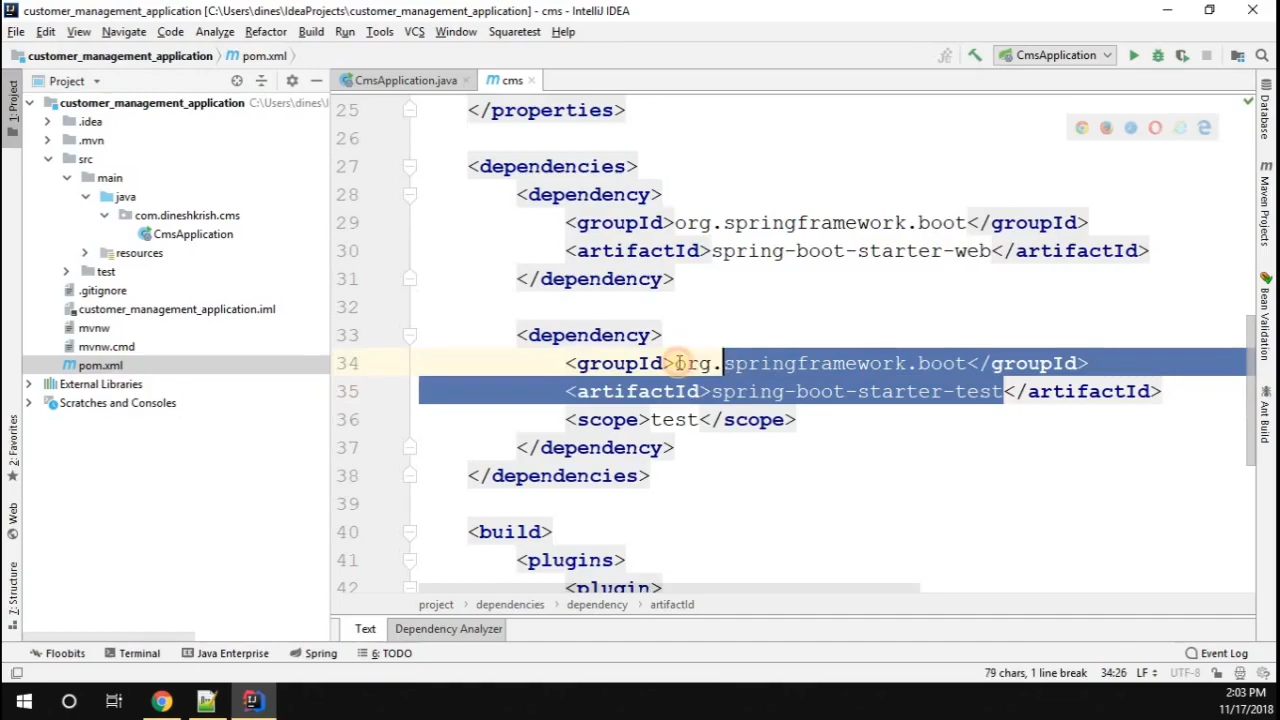 customer_management_application [C:\Users\dines\IdeaProjects\customer_management_application] - cms - IntelliJ IDEA
File Edit View Navigate Code Analyze Refactor Build Run Tools VCS Window Squaretest Help
customer_management_application pom.xml CmsApplication
Project
CmsApplication.java cms
1: Project
customer_management_application C:\Users\dines\I
.idea
.mvn
src
main
java
com.dineshkrish.cms
CmsApplication
resources
test
.gitignore
customer_management_application.iml
mvnw
mvnw.cmd
pom.xml
External Libraries
Scratches and Consoles
2: Favorites
Web
7: Structure
25 </properties>
26
27 <dependencies>
28 <dependency>
29 <groupId>org.springframework.boot</groupId>
30 <artifactId>spring-boot-starter-web</artifactId>
31 </dependency>
32
33 <dependency>
34 <groupId>org.springframework.boot</groupId>
35 <artifactId>spring-boot-starter-test</artifactId>
36 <scope>test</scope>
37 </dependency>
38 </dependencies>
39
40 <build>
41 <plugins>
42 <plugin>
Database
Maven Projects
Bean Validation
Ant Build
project dependencies dependency artifactId
Text Dependency Analyzer
Floobits Terminal Java Enterprise Spring 6: TODO Event Log
79 chars, 1 line break 34:26 LF UTF-8
2:03 PM
11/17/2018